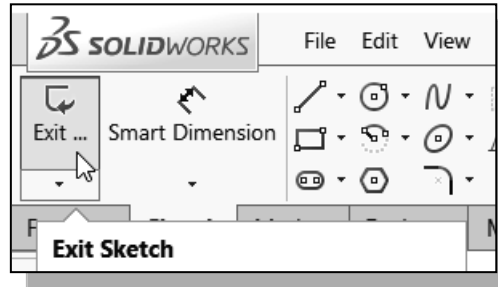 SOLIDWORKS File Edit View
Exit ... Smart Dimension
Exit Sketch